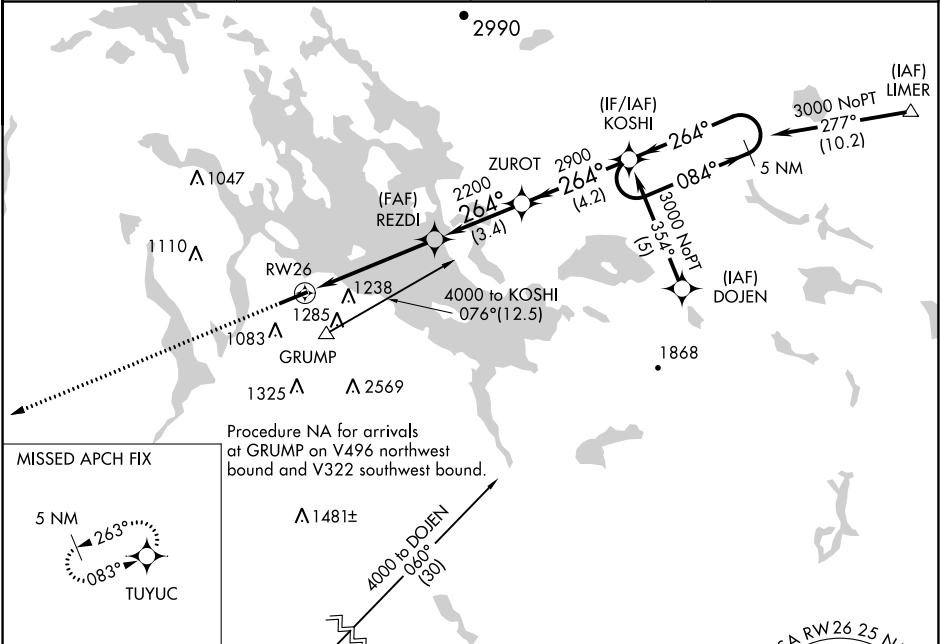 2990
(IAF)
LIMER
3000 NoPT
277°
(10.2)
(IF/IAF)
KOSHI
264°
084°
5 NM
ZUROT
2900
264°
(4.2)
2200
264°
(3.4)
(FAF)
REZDI
3000 NoPT
354°
(5)
(IAF)
DOJEN
1047
1110
RW26
1238
1285
1083
GRUMP
4000 to KOSHI
076°(12.5)
1868
1325
2569
Procedure NA for arrivals
at GRUMP on V496 northwest
bound and V322 southwest bound.
MISSED APCH FIX
5 NM
263°
083°
TUYUC
1481±
4000 to DOJEN
060°
(30)
RW26 25